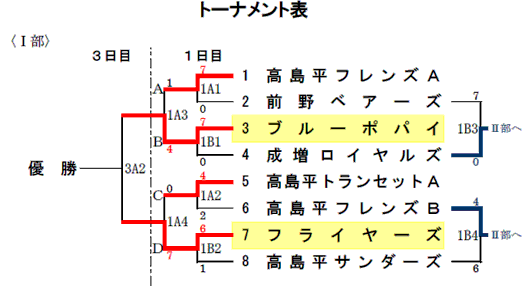 トーナメント表
〈Ⅰ部〉
3日目 1日目
A 1 7 1 高島平フレンズA
1A1
0 2 前野ベアーズ 7
1A3
7 3 ブルーポパイ 1B3 Ⅱ部へ
B 4 1B1
0 4 成増ロイヤルズ 0
優勝 3A2
C 0 4 5 高島平トランセットA
1A2
2 6 高島平フレンズB 4
1A4
6 7 フライヤーズ 1B4 Ⅱ部へ
D 7 1B2
1 8 高島平サンダーズ 6